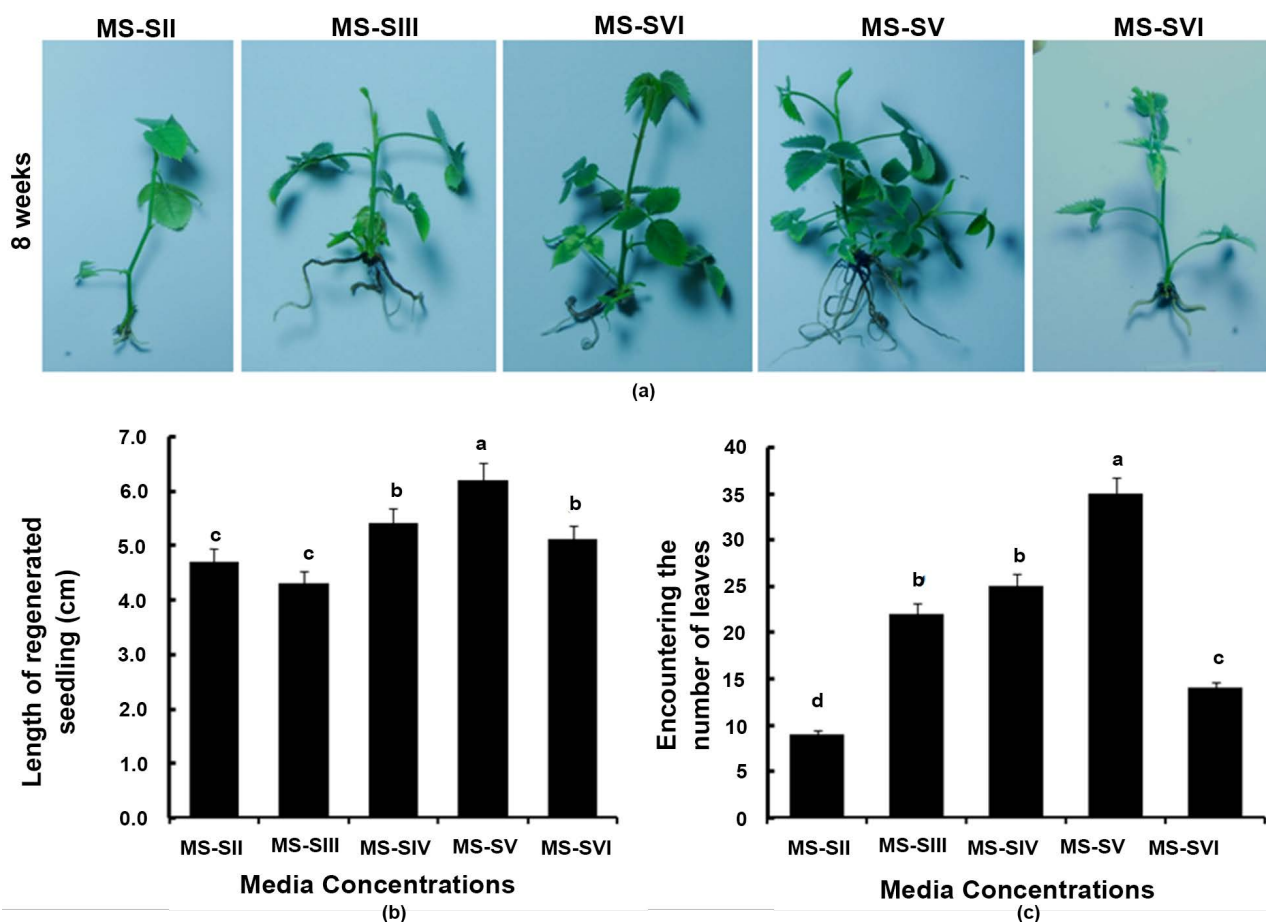 MS-SII MS-SIII MS-SVI MS-SV MS-SVI
8 weeks
(a)
Length of regenerated
seedling (cm)
7.0
6.0
5.0
4.0
3.0
2.0
1.0
0.0
c c b a b
MS-SII MS-SIII MS-SIV MS-SV MS-SVI
Media Concentrations
(b)
Encountering the
number of leaves
40
35
30
25
20
15
10
5
0
d b b a c
MS-SII MS-SIII MS-SIV MS-SV MS-SVI
Media Concentrations
(c)